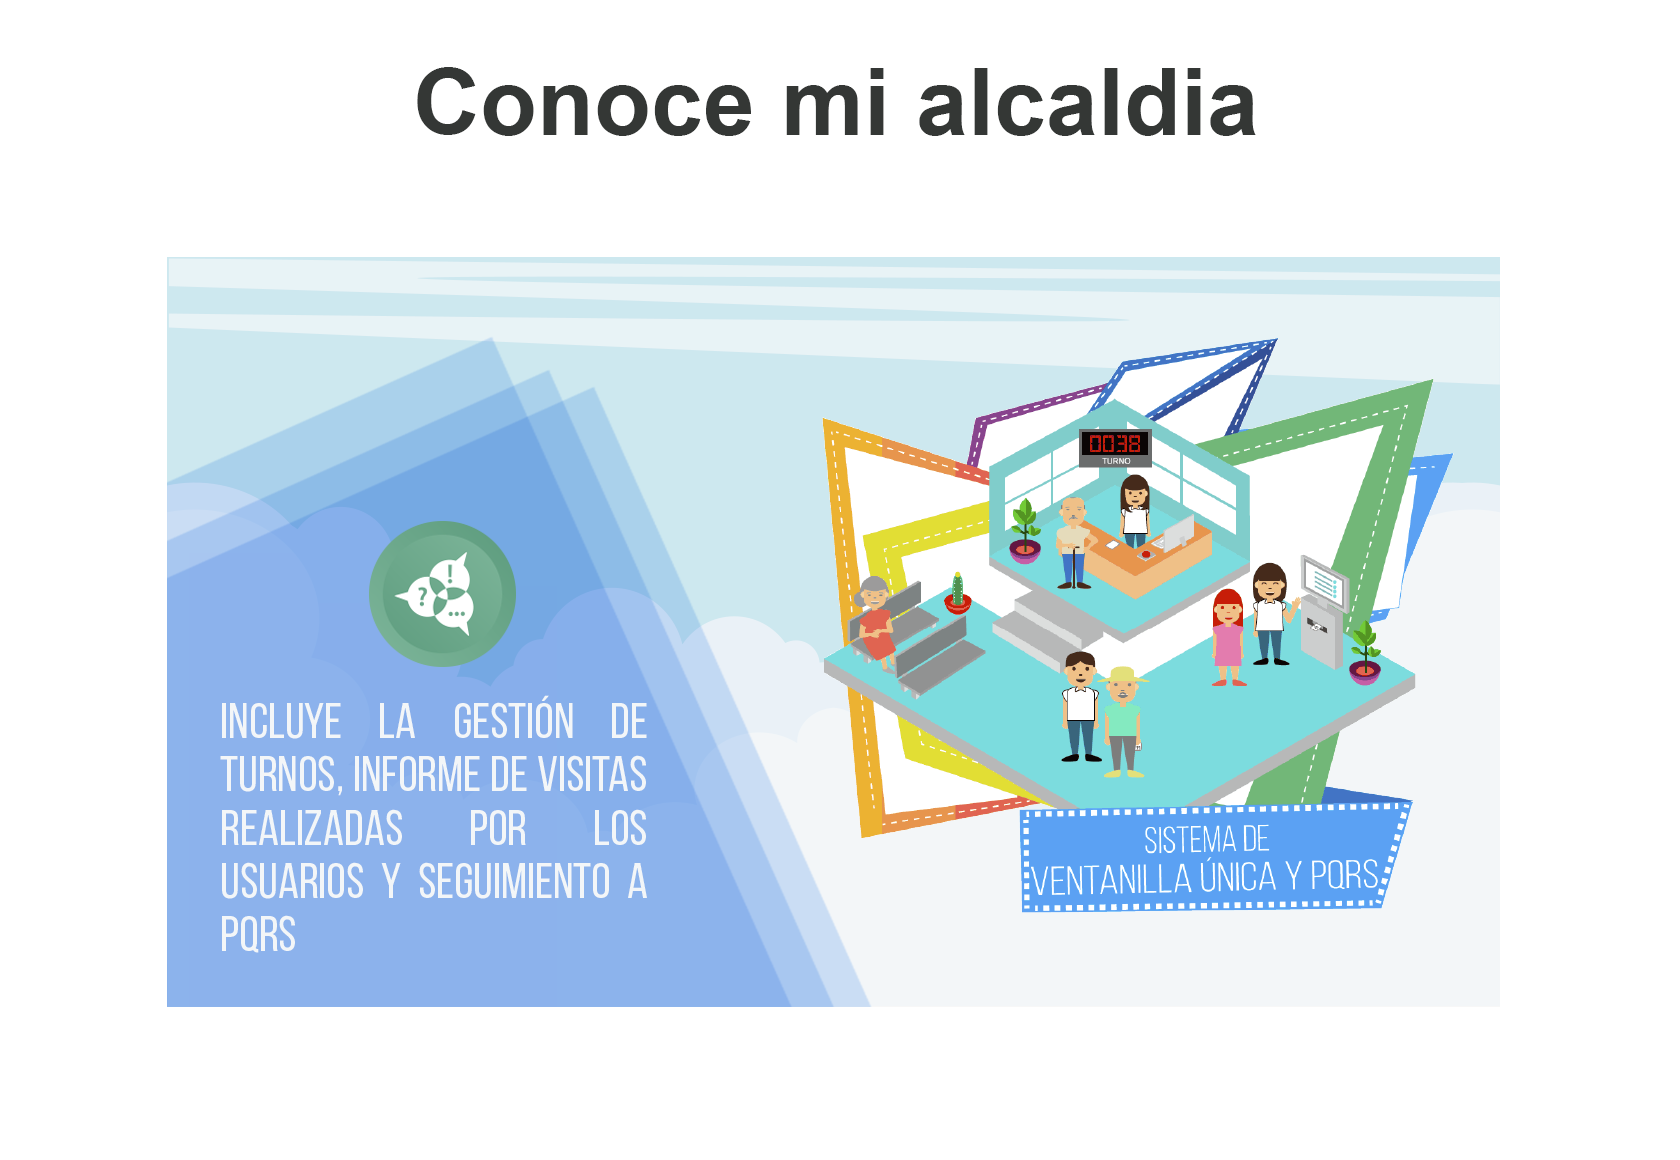 Conoce mi alcaldia
0038
TURNO
!
?
...
INCLUYE LA GESTIÓN DE
TURNOS, INFORME DE VISITAS
REALIZADAS POR LOS
USUARIOS Y SEGUIMIENTO A
PQRS
SISTEMA DE
VENTANILLA ÚNICA Y PQRS